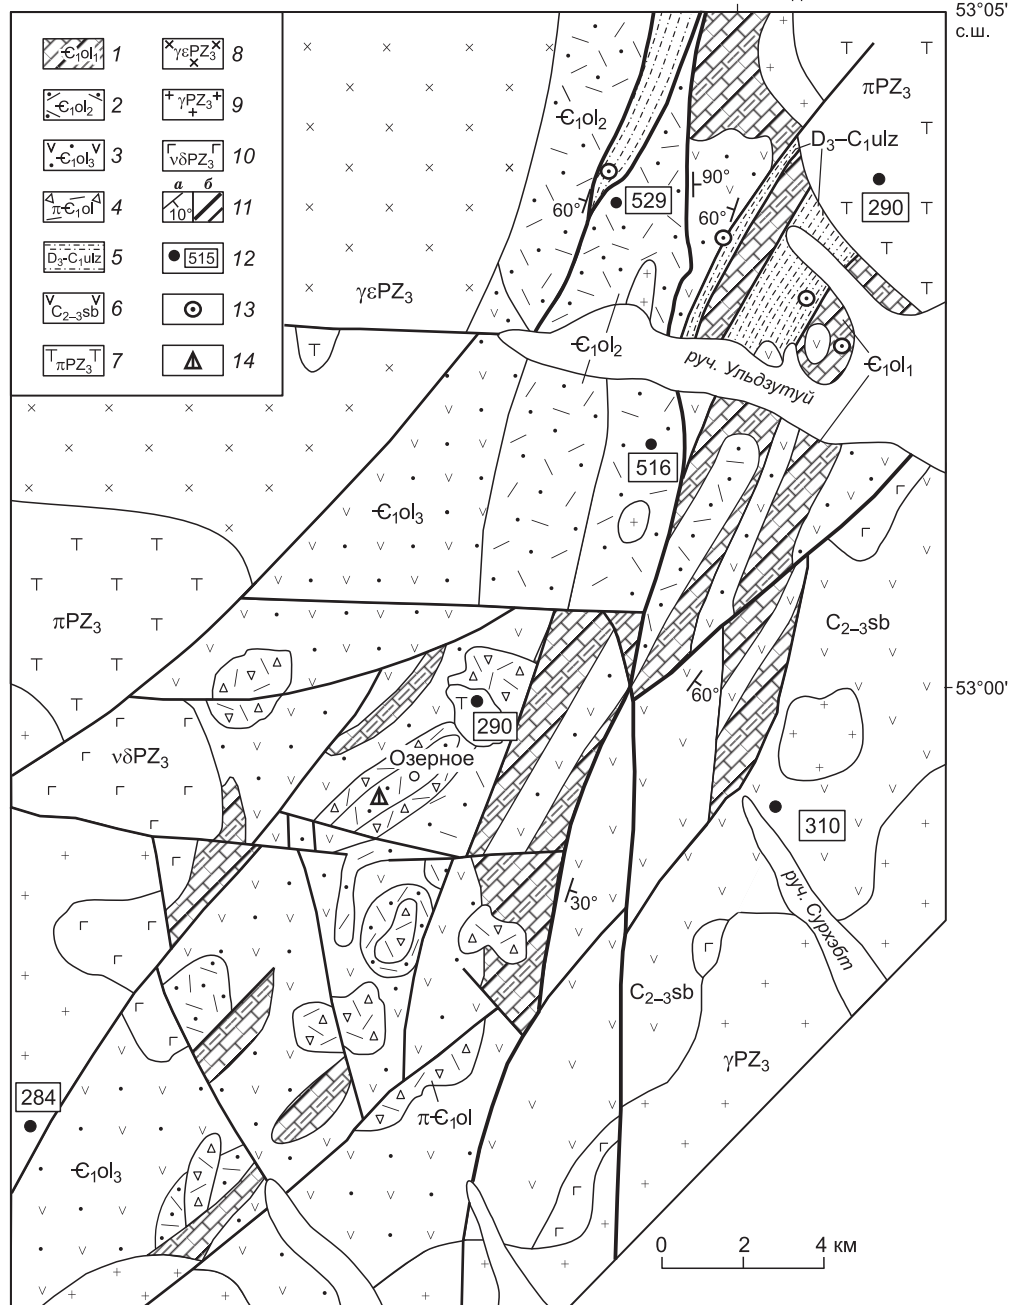 53°05'
с.ш.
Є₁ol₁ 1
γεPZ₃ 8
Є₁ol₂ 2
γPZ₃ 9
Є₁ol₃ 3
νδPZ₃ 10
π-Є₁ol 4
а б
10° 11
D₃-C₁ulz 5
515 12
C₂₋₃sb 6
13
πPZ₃ 7
14
Є₁ol₂
πPZ₃
D₃–C₁ulz
90°
529
60°
60°
290
γεPZ₃
Є₁ol₂
руч. Ульдзутуй
Є₁ol₁
516
Є₁ol₃
πPZ₃
C₂₋₃sb
53°00'
60°
290
νδPZ₃
Озерное
310
30°
руч. Сурхэбт
C₂₋₃sb
γPZ₃
284
π-Є₁ol
Є₁ol₃
0 2 4 км